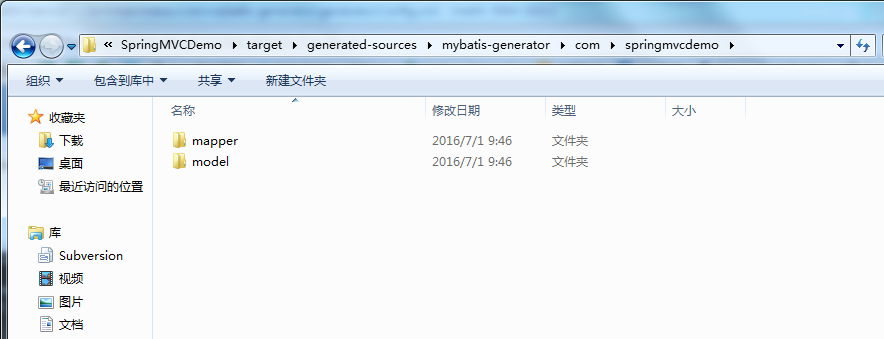 « SpringMVCDemo ▸ target ▸ generated-sources ▸ mybatis-generator ▸ com ▸ springmvcdemo ▸
组织 包含到库中 共享 新建文件夹
名称 修改日期 类型 大小
收藏夹
下载
桌面
最近访问的位置
库
Subversion
视频
图片
文档
mapper 2016/7/1 9:46 文件夹
model 2016/7/1 9:46 文件夹